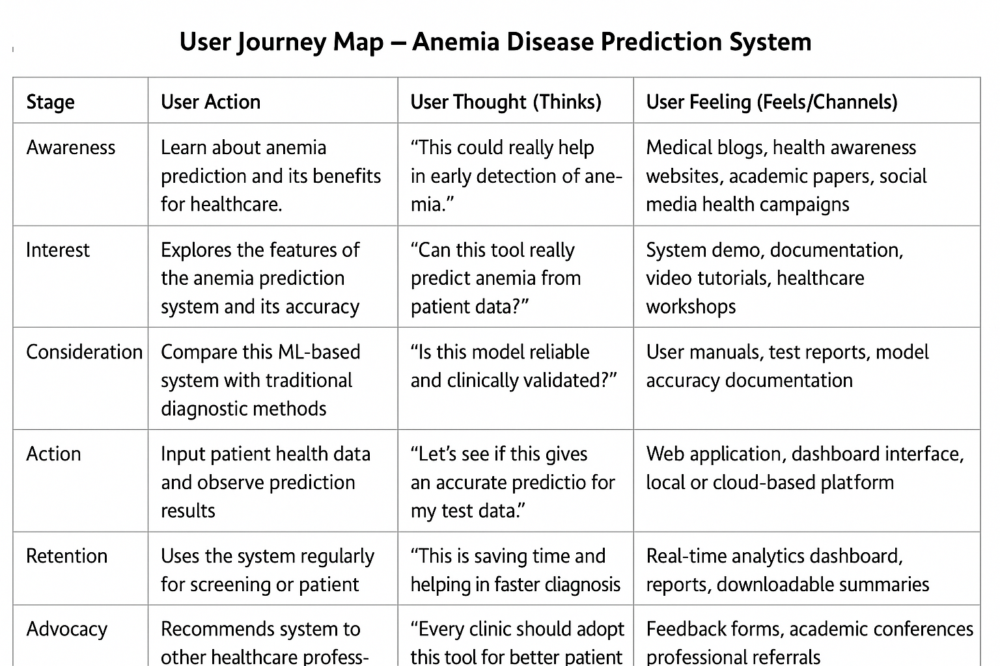 User Journey Map – Anemia Disease Prediction System
Stage
User Action
User Thought (Thinks)
User Feeling (Feels/Channels)
Awareness
Learn about anemia
prediction and its benefits
for healthcare.
“This could really help
in early detection of ane-
mia.”
Medical blogs, health awareness
websites, academic papers, social
media health campaigns
Interest
Explores the features of
the anemia prediction
system and its accuracy
“Can this tool really
predict anemia from
patient data?”
System demo, documentation,
video tutorials, healthcare
workshops
Consideration
Compare this ML-based
system with traditional
diagnostic methods
“Is this model reliable
and clinically validated?”
User manuals, test reports, model
accuracy documentation
Action
Input patient health data
and observe prediction
results
“Let’s see if this gives
an accurate predictio for
my test data.”
Web application, dashboard interface,
local or cloud-based platform
Retention
Uses the system regularly
for screening or patient
“This is saving time and
helping in faster cliagnosis
Real-time analytics dashboard,
reports, downloadable summaries
Advocacy
Recommends system to
other healthcare profess-
“Every clinic should adopt
this tool for better patient
Feedback forms, academic conferences
professional referrals